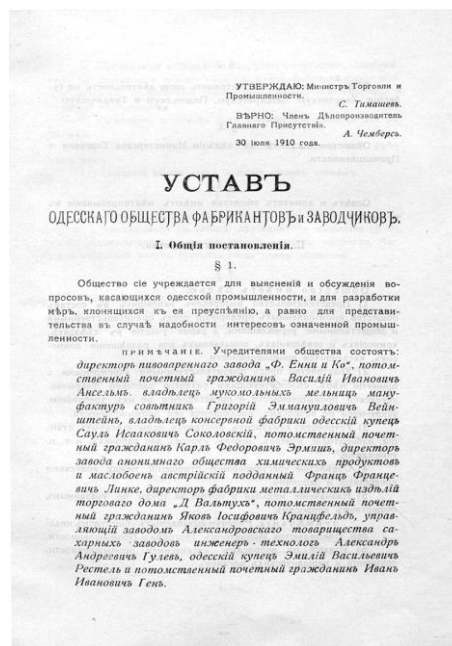 УТВЕРЖДАЮ: Министръ Торговли и
Промышленности.
С. Тимашевъ.
ВѢРНО: Членъ Дѣлопроизводитель
Главнаго Присутствія.
А. Чемберсъ.
30 іюля 1910 года.
УСТАВЪ
ОДЕССКАГО ОБЩЕСТВА ФАБРИКАНТОВЪ и ЗАВОДЧИКОВЪ.
I. Общія постановленія.
§ 1.
Общество сіе учреждается для выясненія и обсужденія во-
просовъ, касающихся одесской промышленности, и для разработки
мѣръ, клонящихся къ ея преуспѣянію, а равно для представи-
тельства въ случаѣ надобности интересовъ означенной промыш-
ленности.
ПРИМѢЧАНІЕ. Учредителями общества состоятъ:
директоръ пивовареннаго завода „Ф. Енни и Ко“, потом-
ственный почетный гражданинъ Василій Ивановичъ
Ансельмъ. владѣлецъ мукомольныхъ мельницъ ману-
фактуръ совѣтникъ Григорій Эммануиловичъ Вейн-
штейнъ, владѣлецъ консервной фабрики одесскій купецъ
Сауль Исааковичъ Соколовскій, потомственный почет-
ный гражданинъ Карлъ Федоровичъ Эрмишъ, директоръ
завода анонимнаго общества химическихъ продуктовъ
и маслобоенъ австрійскій подданный Францъ Францe-
вичъ Линке, директоръ фабрики металлическихъ издѣлій
торговаго дома „Д Вальтухъ“, потомственный почет-
ный гражданинъ Яковъ Іосифовичъ Кранцфельдъ, управ-
ляющій заводомъ Александровскаго товарищества са-
харныхъ заводовъ инженеръ-технологъ Александръ
Андреевичъ Гулевъ, одесскій купецъ Эмилій Васильевичъ
Рестель и потомственный почетный гражданинъ Иванъ
Ивановичъ Генъ.